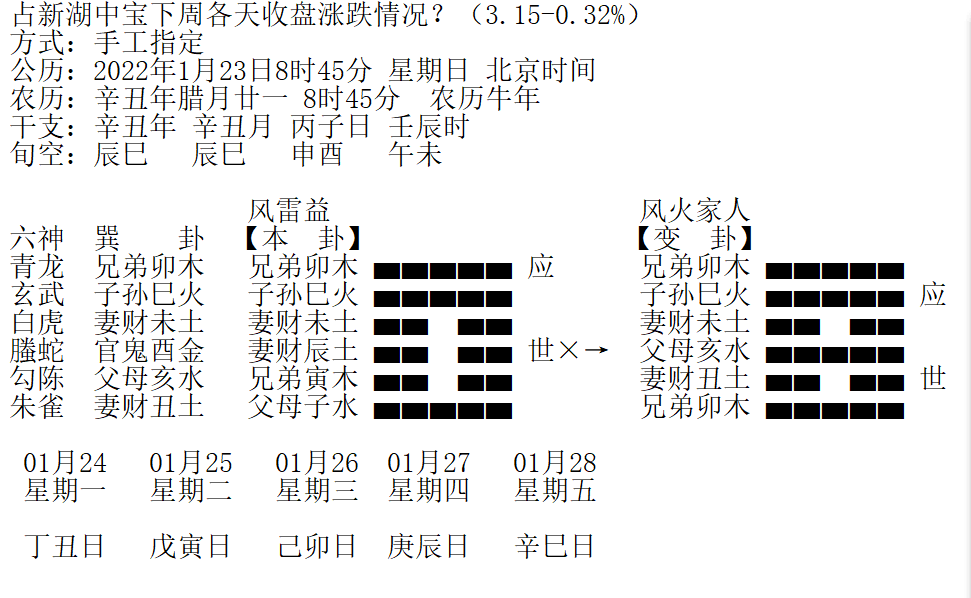 占新湖中宝下周各天收盘涨跌情况？（3.15-0.32%）
方式：手工指定
公历：2022年1月23日8时45分 星期日 北京时间
农历：辛丑年腊月廿一 8时45分 农历牛年
干支：辛丑年 辛丑月 丙子日 壬辰时
旬空：辰巳 辰巳 申酉 午未
风雷益 风火家人
六神 巽 卦 【本 卦】 【变 卦】
青龙 兄弟卯木 兄弟卯木 应 兄弟卯木
玄武 子孙巳火 子孙巳火 子孙巳火 应
白虎 妻财未土 妻财未土 妻财未土
螣蛇 官鬼酉金 妻财辰土 世×→ 父母亥水
勾陈 父母亥水 兄弟寅木 妻财丑土 世
朱雀 妻财丑土 父母子水 兄弟卯木
01月24 01月25 01月26 01月27 01月28
星期一 星期二 星期三 星期四 星期五
丁丑日 戊寅日 己卯日 庚辰日 辛巳日